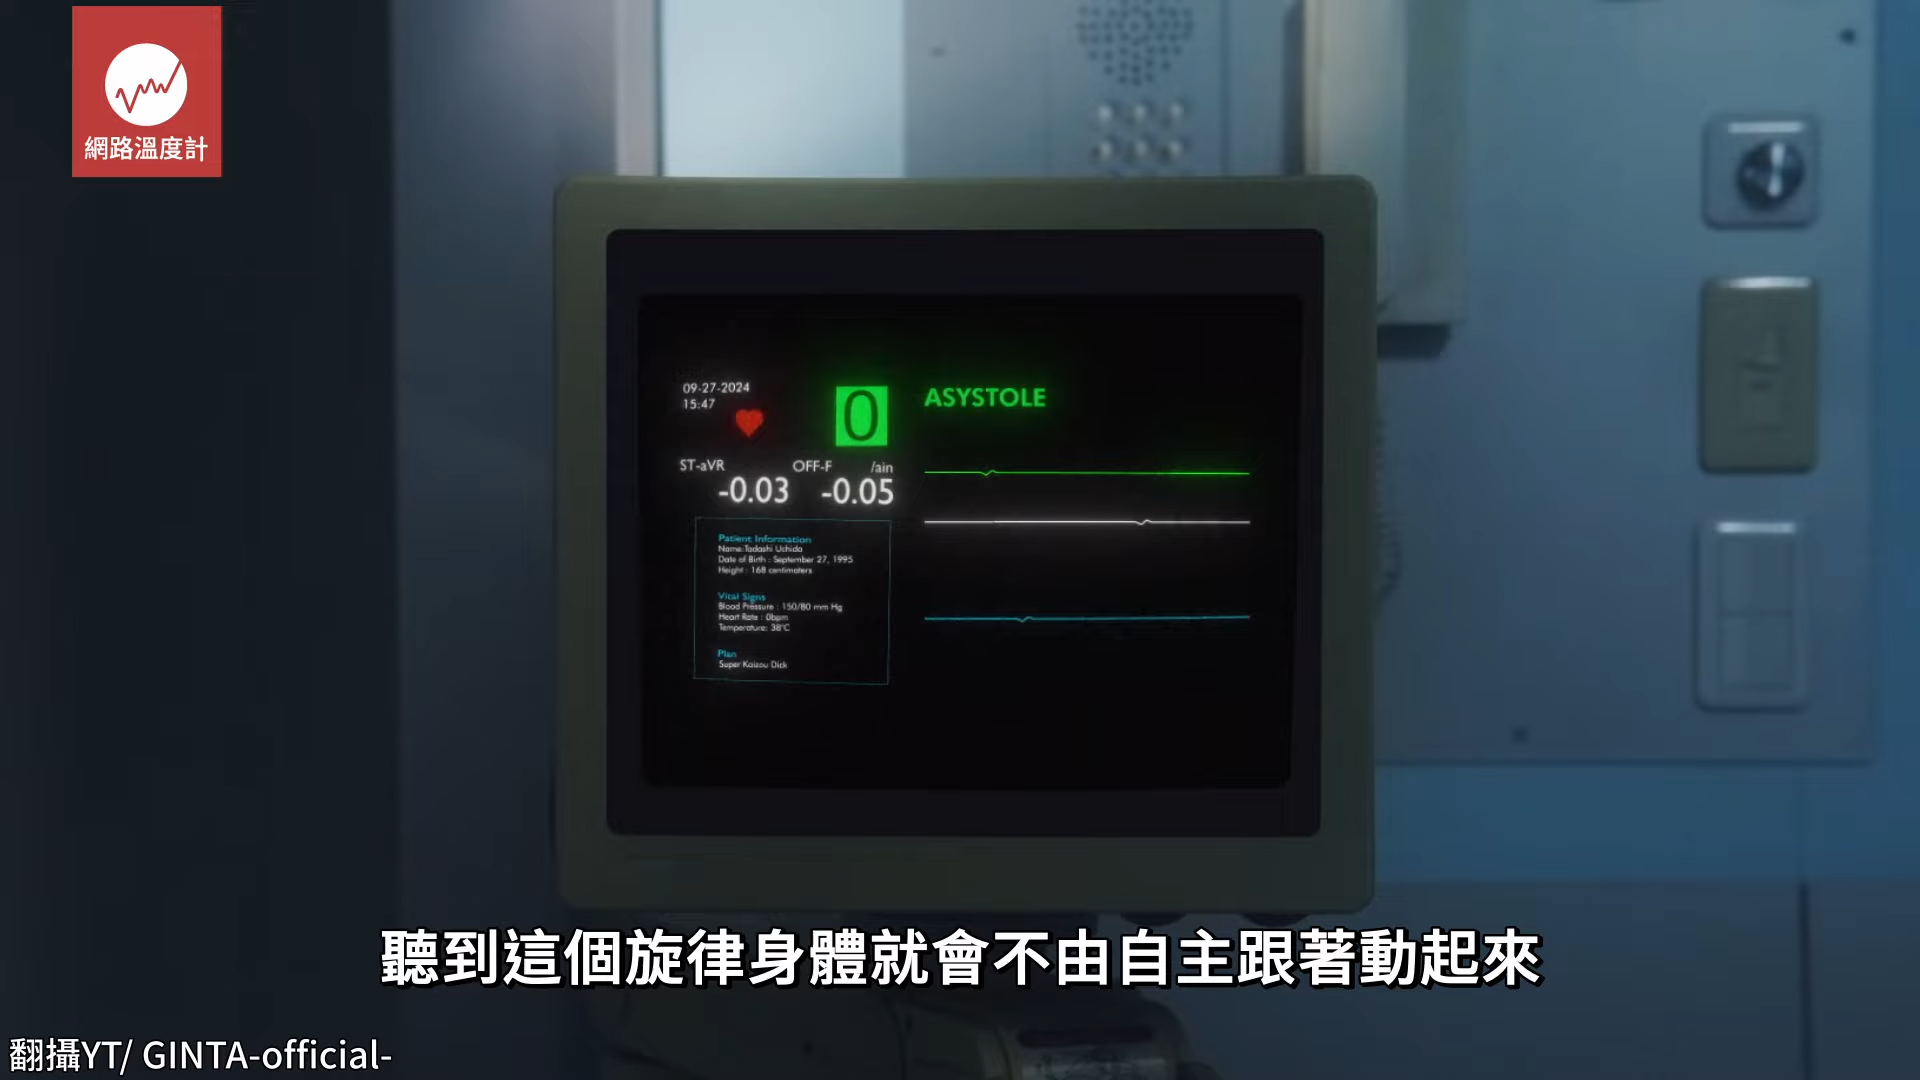 網路溫度計
09-27-2024
15:47
0
ASYSTOLE
ST-aVR
OFF-F
/ain
-0.03
-0.05
Patient Information
Name:Tadashi Uchida
Date of Birth : September 27, 1995
Height : 168 centimeters
Vital Signs
Blood Pressure : 150/80 mm Hg
Heart Rate : 0bpm
Temperature: 38°C
Plan
Super Kaizou Dick
聽到這個旋律身體就會不由自主跟著動起來
翻攝YT/ GINTA-official-